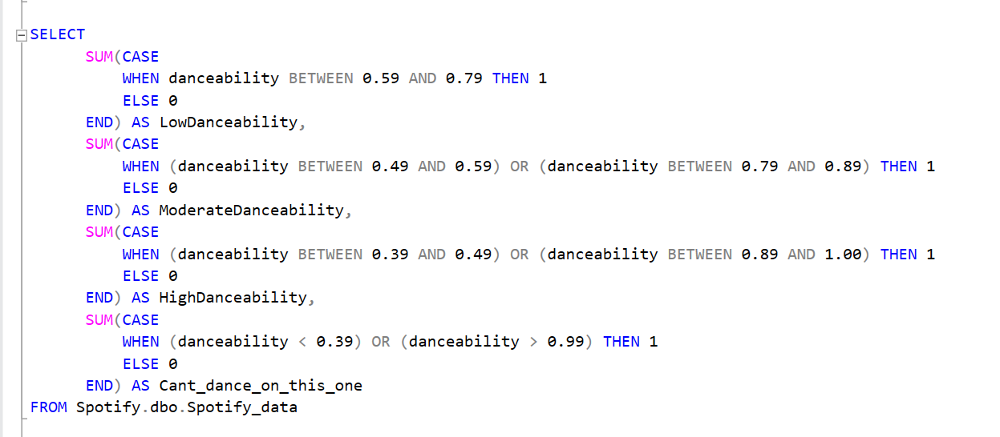 SELECT
SUM(CASE
WHEN danceability BETWEEN 0.59 AND 0.79 THEN 1
ELSE 0
END) AS LowDanceability,
SUM(CASE
WHEN (danceability BETWEEN 0.49 AND 0.59) OR (danceability BETWEEN 0.79 AND 0.89) THEN 1
ELSE 0
END) AS ModerateDanceability,
SUM(CASE
WHEN (danceability BETWEEN 0.39 AND 0.49) OR (danceability BETWEEN 0.89 AND 1.00) THEN 1
ELSE 0
END) AS HighDanceability,
SUM(CASE
WHEN (danceability < 0.39) OR (danceability > 0.99) THEN 1
ELSE 0
END) AS Cant_dance_on_this_one
FROM Spotify.dbo.Spotify_data